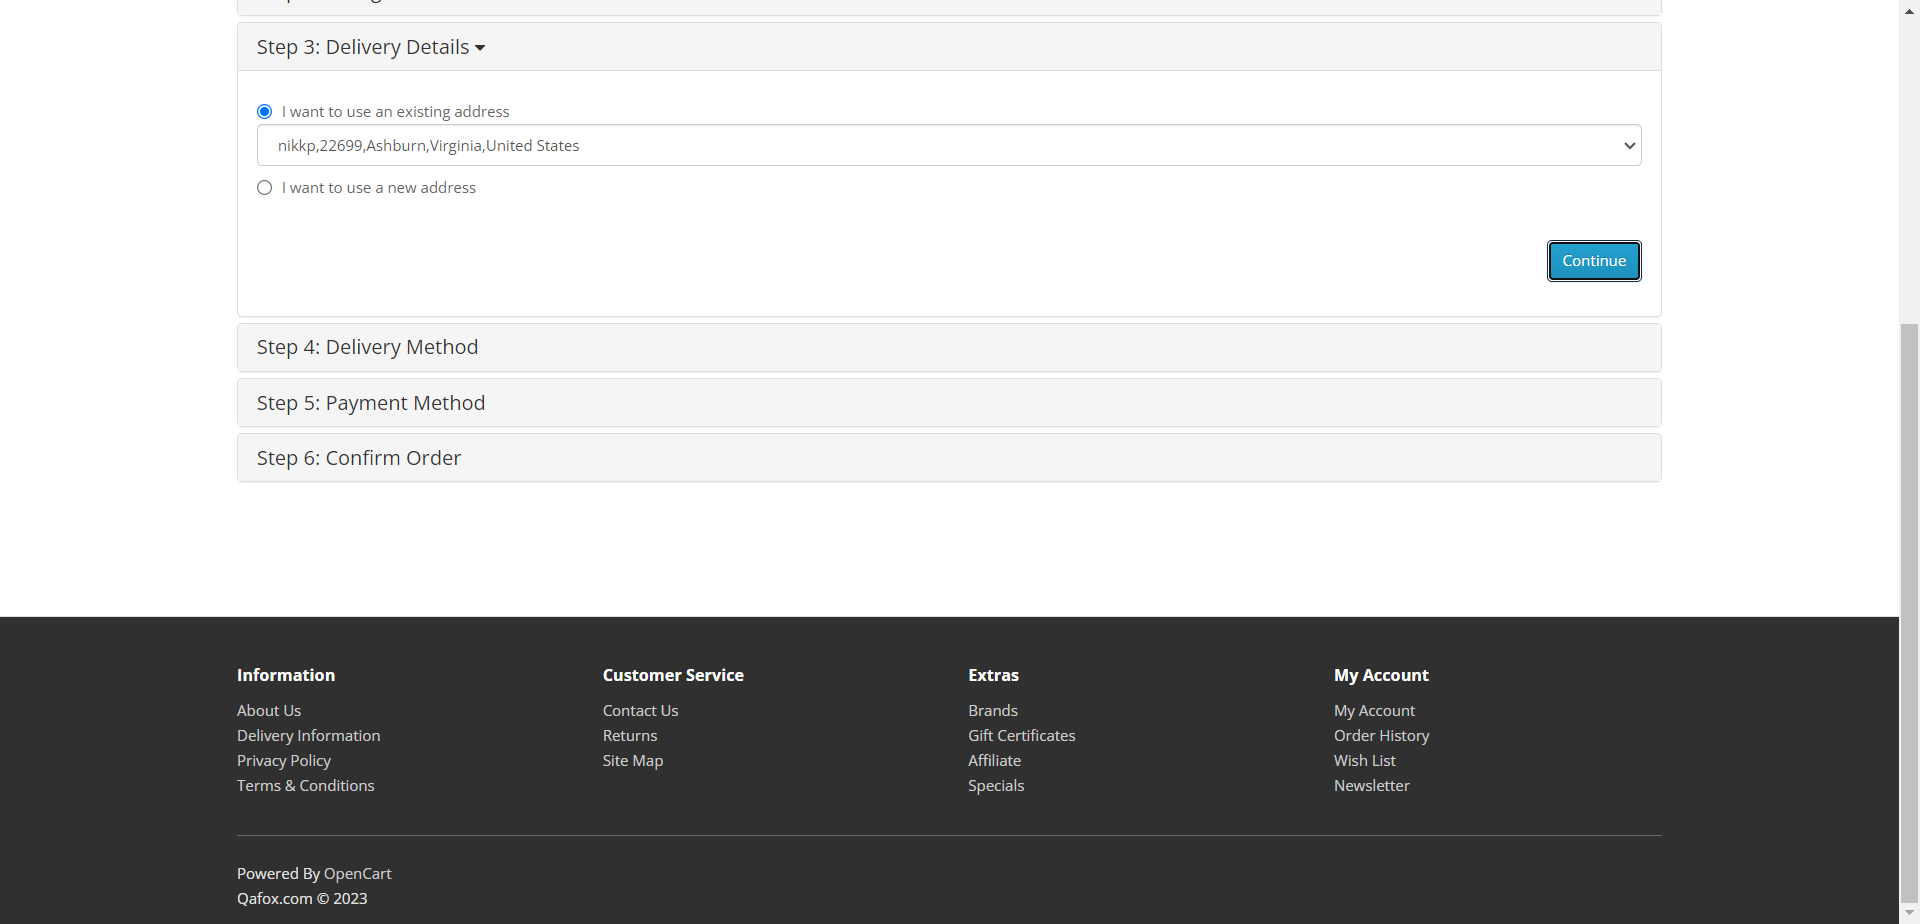 Step 3: Delivery Details
I want to use an existing address
nikkp,22699,Ashburn,Virginia,United States
I want to use a new address
Continue
Step 4: Delivery Method
Step 5: Payment Method
Step 6: Confirm Order
Information
About Us
Delivery Information
Privacy Policy
Terms & Conditions
Customer Service
Contact Us
Returns
Site Map
Extras
Brands
Gift Certificates
Affiliate
Specials
My Account
My Account
Order History
Wish List
Newsletter
Powered By OpenCart
Qafox.com © 2023